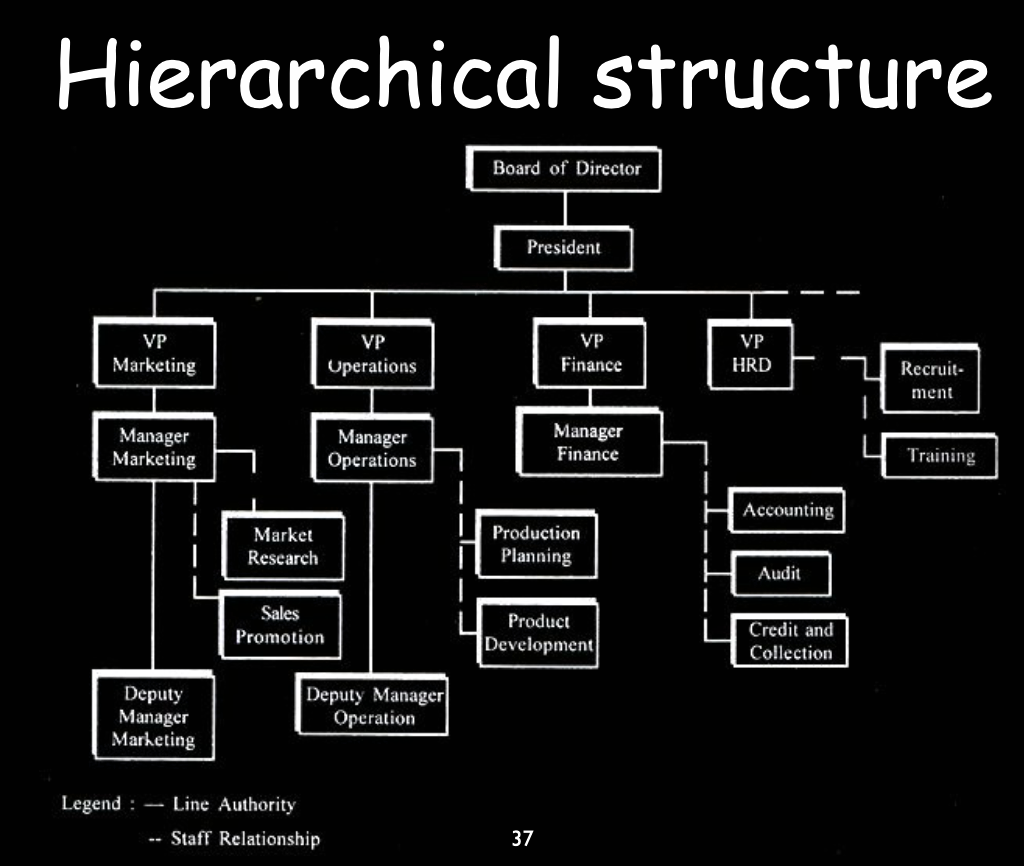 Hierarchical structure
Board of Director
President
VP
Marketing
VP
Operations
VP
Finance
VP
HRD
Recruit-
ment
Training
Manager
Marketing
Manager
Operations
Manager
Finance
Market
Research
Sales
Promotion
Production
Planning
Product
Development
Accounting
Audit
Credit and
Collection
Deputy
Manager
Marketing
Deputy Manager
Operation
Legend : — Line Authority
-- Staff Relationship
37